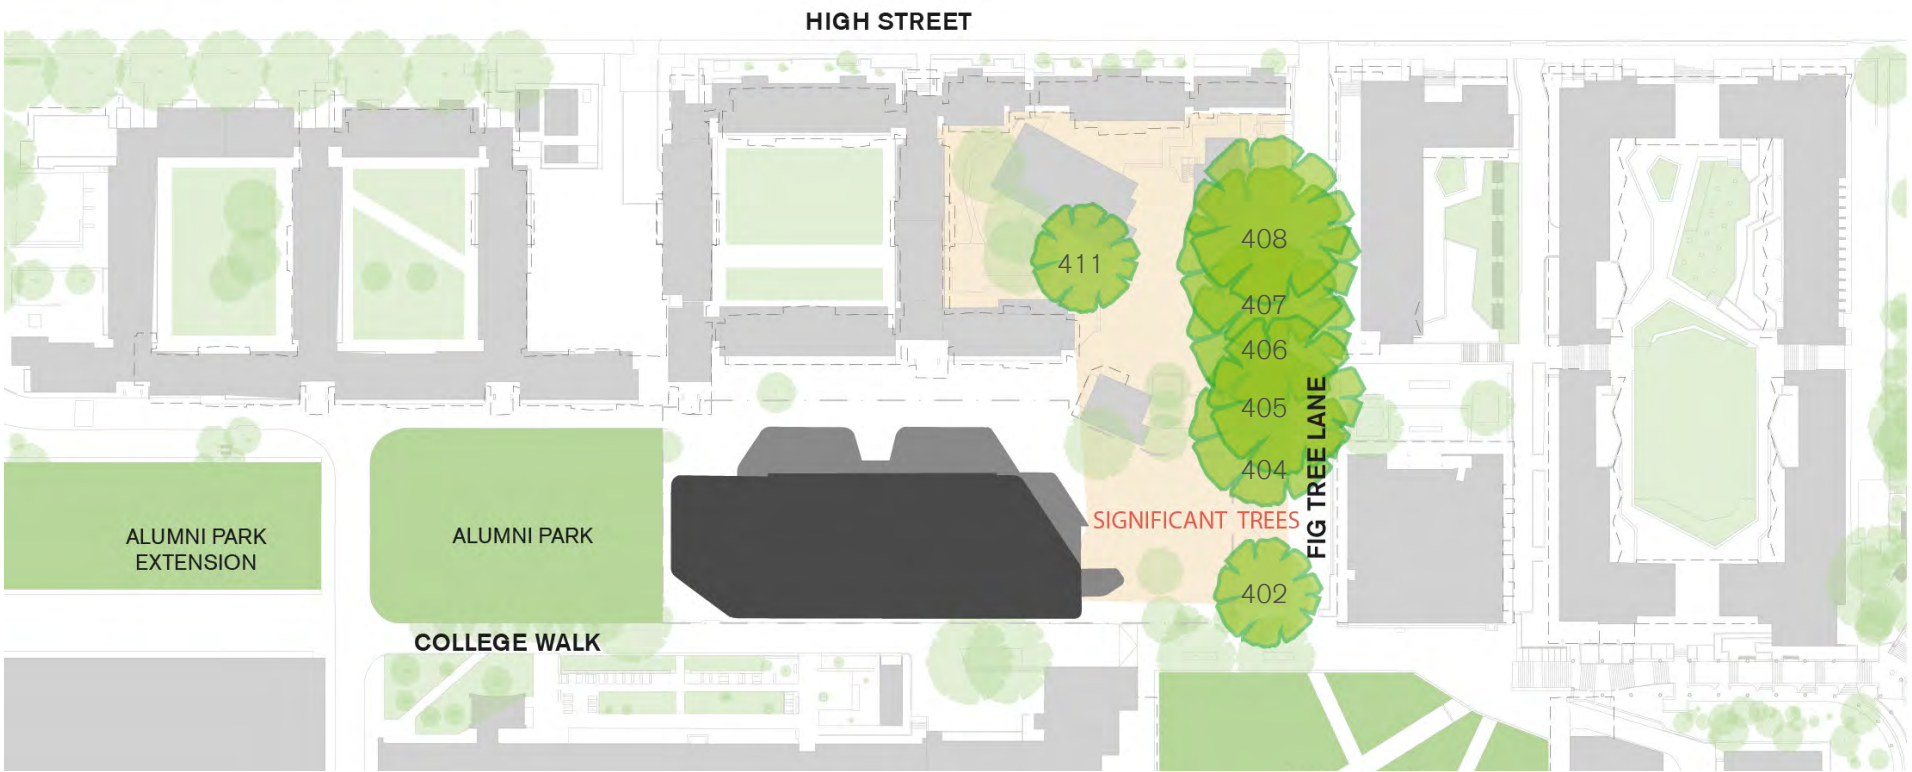 HIGH STREET
408
411
407
406
405
404
FIG TREE LANE
SIGNIFICANT TREES
ALUMNI PARK
EXTENSION
ALUMNI PARK
402
COLLEGE WALK